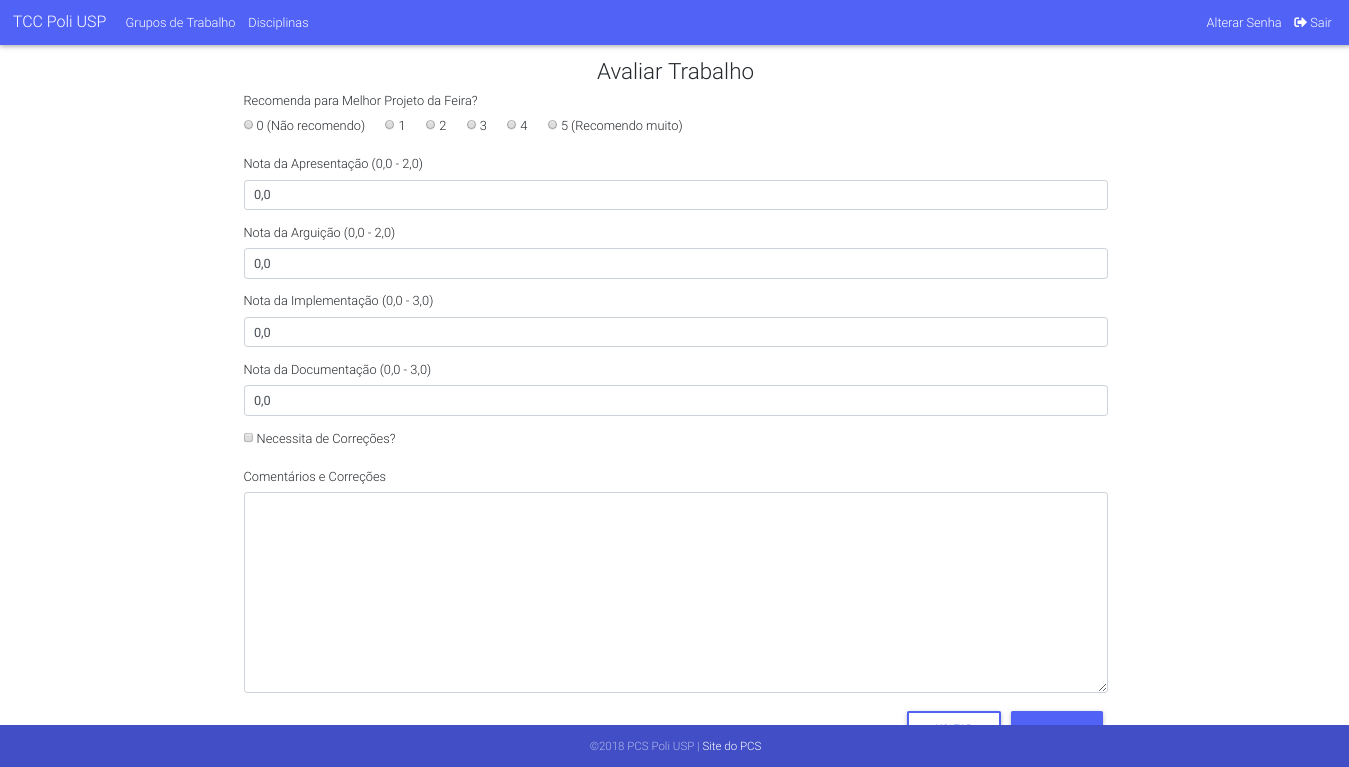 TCC Poli USP Grupos de Trabalho Disciplinas Alterar Senha Sair
Avaliar Trabalho
Recomenda para Melhor Projeto da Feira?
0 (Não recomendo) 1 2 3 4 5 (Recomendo muito)
Nota da Apresentação (0,0 - 2,0)
0,0
Nota da Arguição (0,0 - 2,0)
0,0
Nota da Implementação (0,0 - 3,0)
0,0
Nota da Documentação (0,0 - 3,0)
0,0
Necessita de Correções?
Comentários e Correções
©2018 PCS Poli USP | Site do PCS